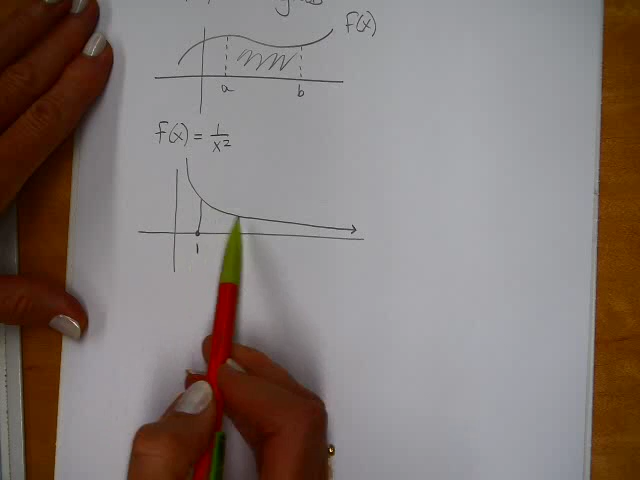 f(x)
a b
f(x) = 1/x²
1